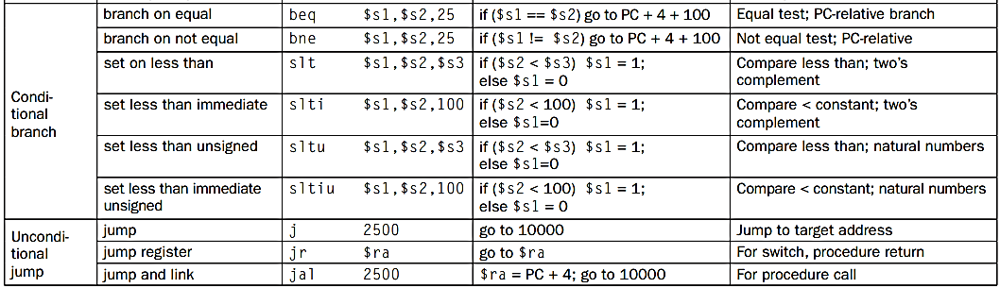 Condi-
tional
branch
branch on equal beq $s1,$s2,25 if ($s1 == $s2) go to PC + 4 + 100 Equal test; PC-relative branch
branch on not equal bne $s1,$s2,25 if ($s1 != $s2) go to PC + 4 + 100 Not equal test; PC-relative
set on less than slt $s1,$s2,$s3 if ($s2 < $s3) $s1 = 1; Compare less than; two's
else $s1 = 0 complement
set less than immediate slti $s1,$s2,100 if ($s2 < 100) $s1 = 1; Compare < constant; two's
else $s1=0 complement
set less than unsigned sltu $s1,$s2,$s3 if ($s2 < $s3) $s1 = 1; Compare less than; natural numbers
else $s1=0
set less than immediate sltiu $s1,$s2,100 if ($s2 < 100) $s1 = 1; Compare < constant; natural numbers
unsigned else $s1 = 0
Uncondi-
tional
jump
jump j 2500 go to 10000 Jump to target address
jump register jr $ra go to $ra For switch, procedure return
jump and link jal 2500 $ra = PC + 4; go to 10000 For procedure call